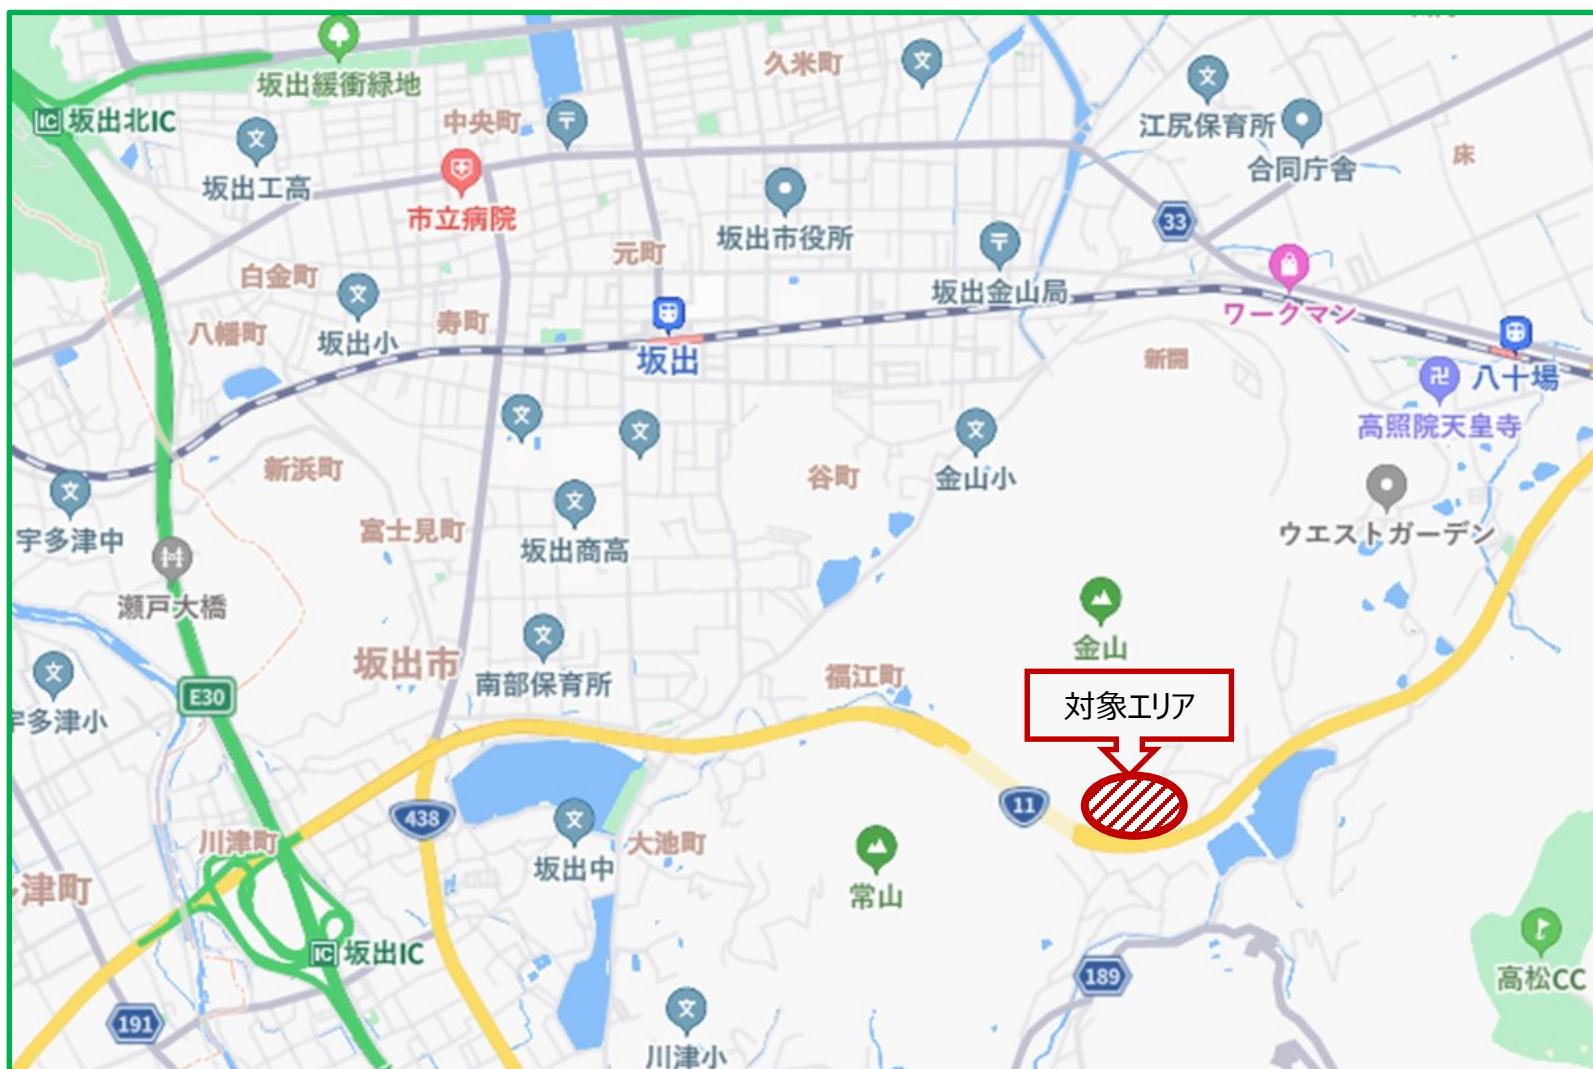 坂出緩衝緑地
久米町
坂出北IC
中央町
江尻保育所
合同庁舎
床
坂出工高
市立病院
坂出市役所
33
元町
白金町
坂出金山局
ワークマン
八幡町
坂出小
寿町
坂出
新開
八十場
高照院天皇寺
新浜町
谷町
金山小
宇多津中
富士見町
坂出商高
ウエストガーデン
瀬戸大橋
金山
坂出市
南部保育所
福江町
E30
宇多津小
対象エリア
438
11
川津町
坂出中
大池町
津町
常山
坂出IC
189
高松CC
191
川津小